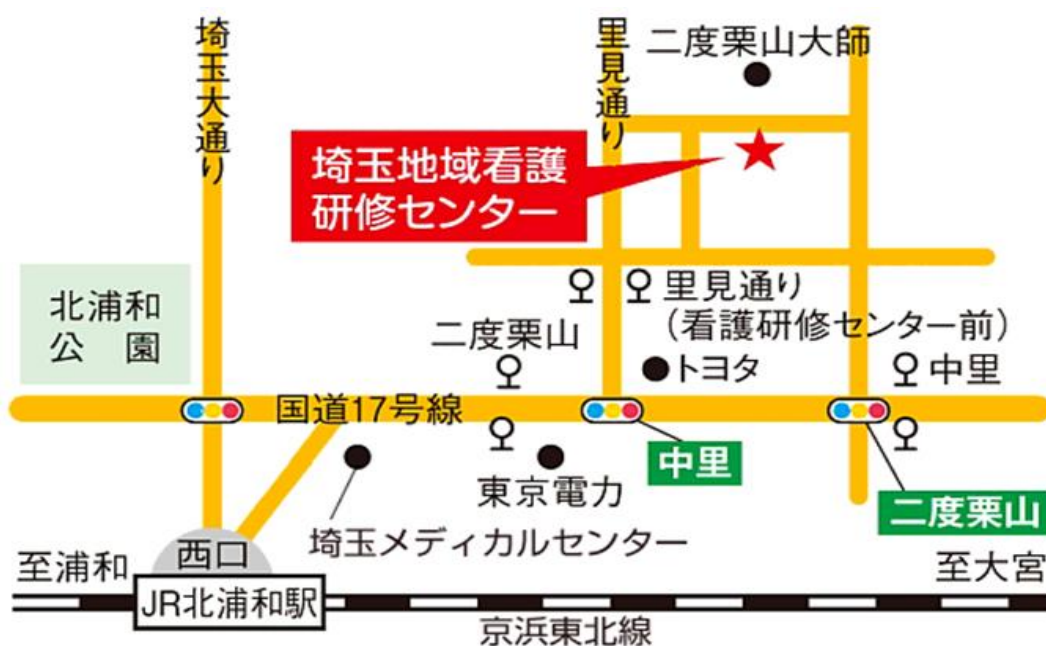 埼玉大通り
里見通り
二度栗山大師
埼玉地域看護
研修センター
北浦和
公　園
二度栗山
里見通り
（看護研修センター前）
トヨタ
中里
国道17号線
中里
東京電力
二度栗山
埼玉メディカルセンター
西口
至浦和
至大宮
JR北浦和駅
京浜東北線